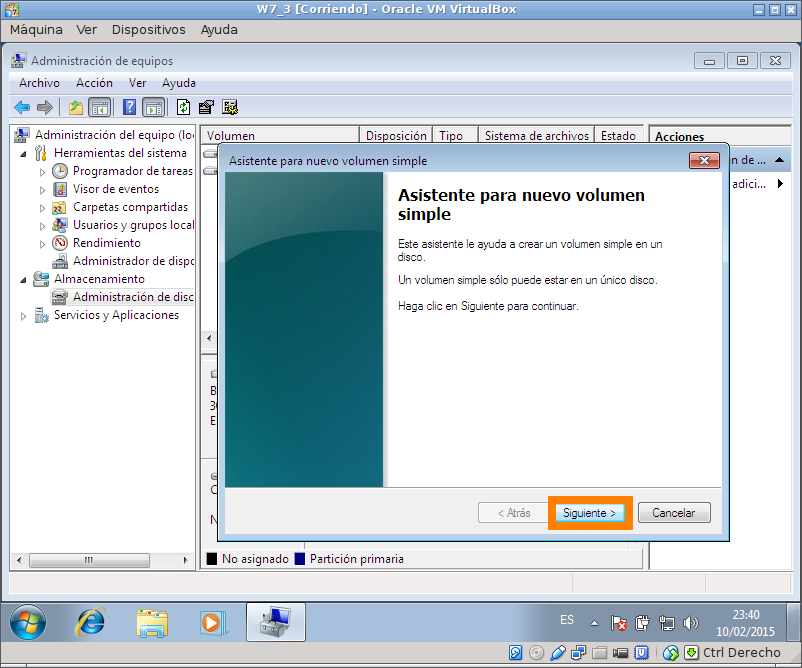 W7_3 [Corriendo] - Oracle VM VirtualBox
Máquina Ver Dispositivos Ayuda
Administración de equipos
Archivo Acción Ver Ayuda
Administración del equipo (loc
Herramientas del sistema
Programador de tareas
Visor de eventos
Carpetas compartidas
Usuarios y grupos local
Rendimiento
Administrador de dispo
Almacenamiento
Administración de disc
Servicios y Aplicaciones
Volumen Disposición Tipo Sistema de archivos Estado
Acciones
n de ...
adici...
Asistente para nuevo volumen simple
Asistente para nuevo volumen
simple
Este asistente le ayuda a crear un volumen simple en un
disco.
Un volumen simple sólo puede estar en un único disco.
Haga clic en Siguiente para continuar.
< Atrás Siguiente > Cancelar
B
30
E
C
N
No asignado Partición primaria
ES
23:40
10/02/2015
Ctrl Derecho